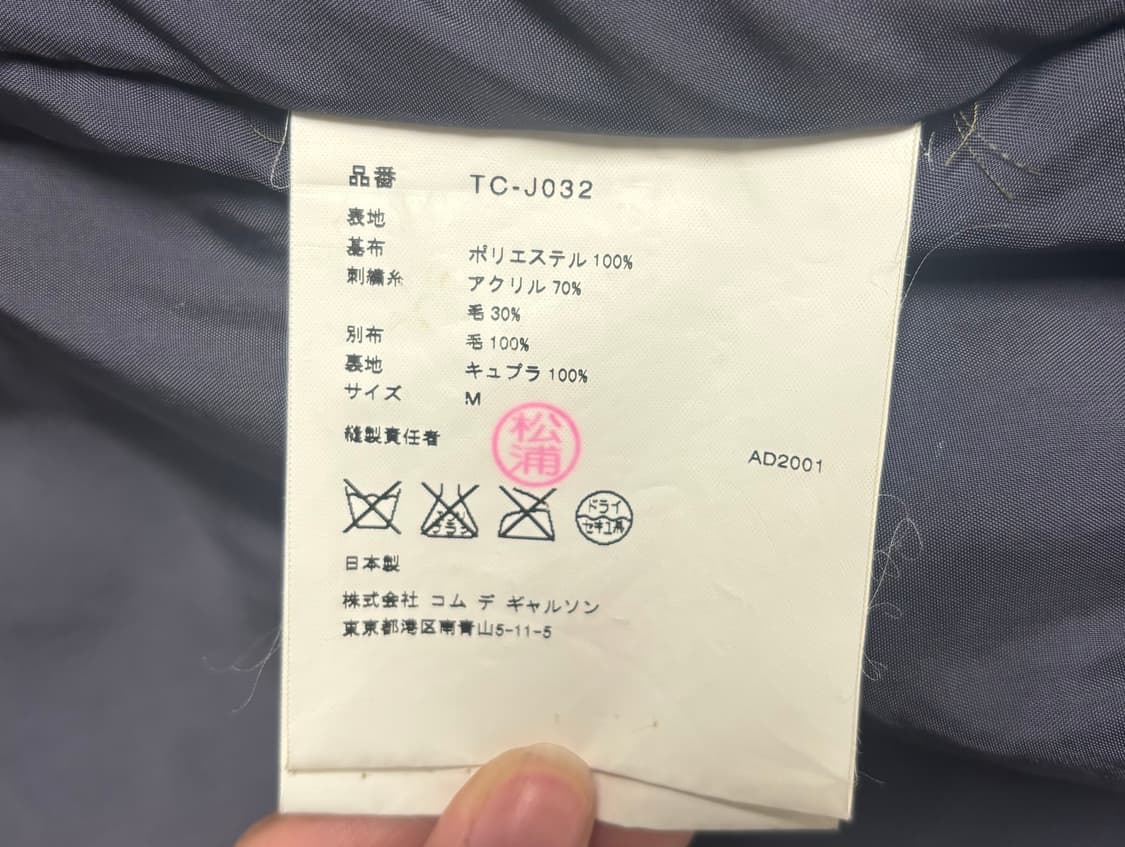 品番 TC-J032
表地
基布 ポリエステル 100%
刺繍糸 アクリル 70%
毛 30%
別布 毛 100%
裏地 キュプラ 100%
サイズ M
縫製責任者 松浦
AD2001
ドライ
セキユ系
日本製
株式会社 コム デ ギャルソン
東京都港区南青山5-11-5